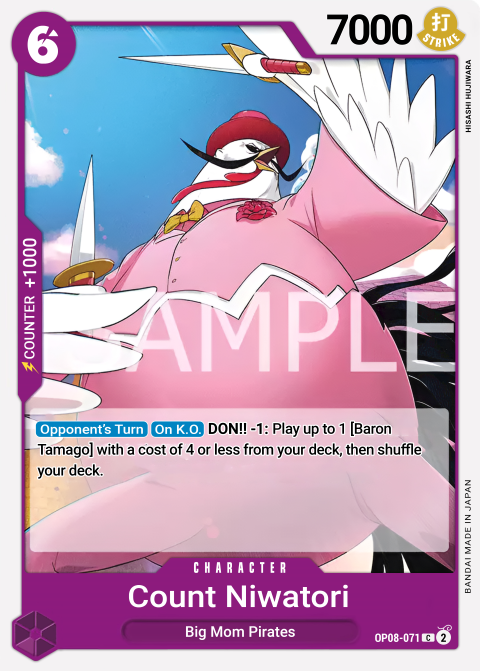 6
7000
打
STRIKE
HISASHI HUJIWARA
COUNTER +1000
SAMPLE
Opponent's Turn On K.O. DON!! -1: Play up to 1 [Baron
Tamago] with a cost of 4 or less from your deck, then shuffle
your deck.
BANDAI MADE IN JAPAN
CHARACTER
Count Niwatori
Big Mom Pirates
OP08-071 C 2